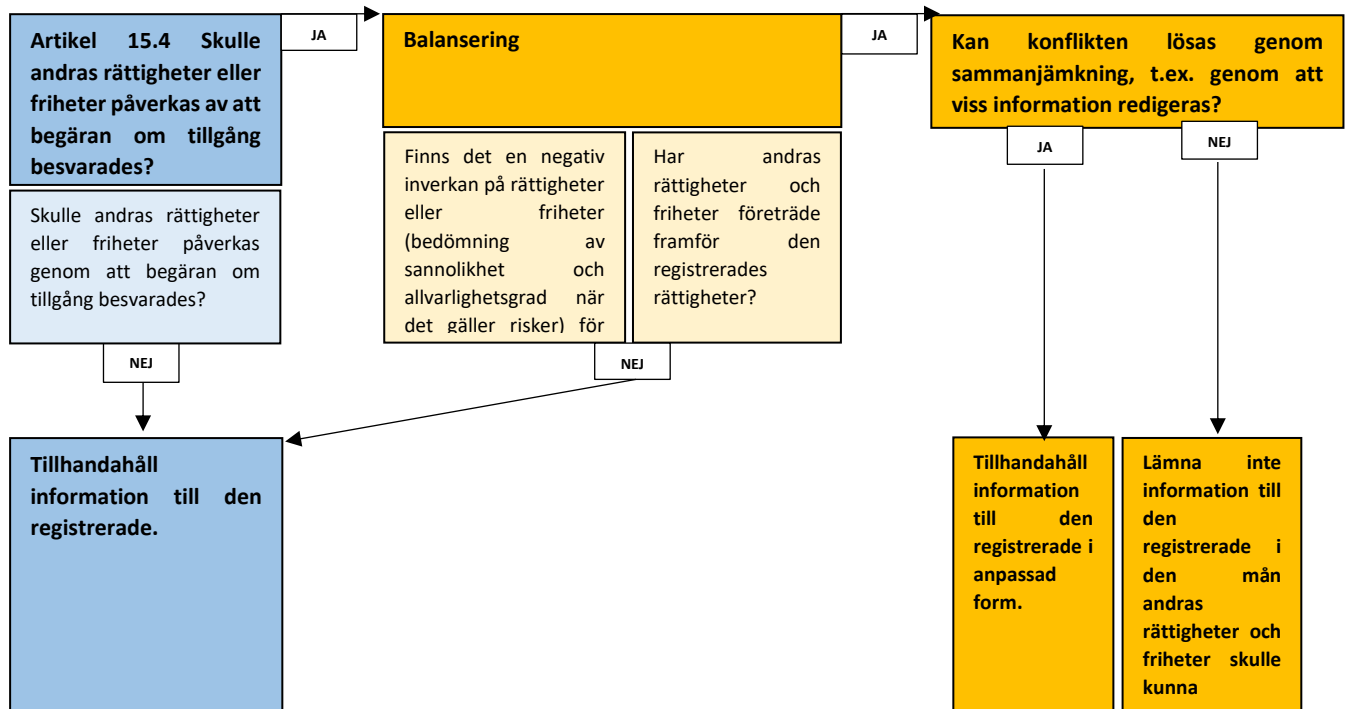 Artikel 15.4 Skulle
andras rättigheter eller
friheter påverkas av att
begäran om tillgång
besvarades?
JA
Balansering
JA
Kan konflikten lösas genom
sammanjämkning, t.ex. genom att
viss information redigeras?
Skulle andras rättigheter
eller friheter påverkas
genom att begäran om
tillgång besvarades?
Finns det en negativ
inverkan på rättigheter
eller friheter
(bedömning av
sannolikhet och
allvarlighetsgrad när
det gäller risker) för
Har andras
rättigheter och
friheter företräde
framför den
registrerades
rättigheter?
JA
NEJ
NEJ
NEJ
Tillhandahåll
information till den
registrerade.
Tillhandahåll
information
till den
registrerade i
anpassad
form.
Lämna inte
information till
den
registrerade i
den mån
andras
rättigheter och
friheter skulle
kunna